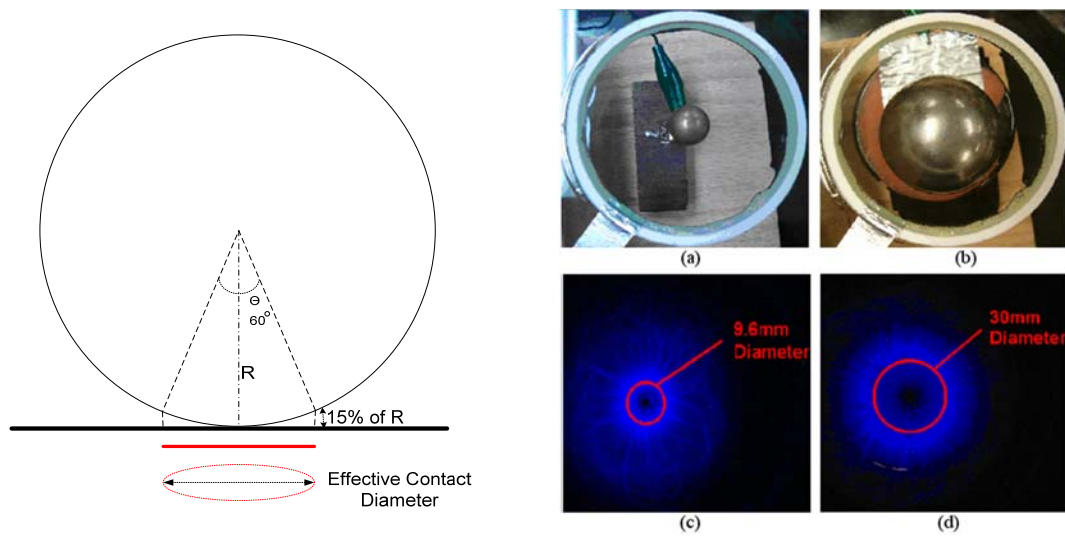 Θ
60°
R
15% of R
Effective Contact
Diameter
(a)
(b)
9.6mm
Diameter
30mm
Diameter
(c)
(d)